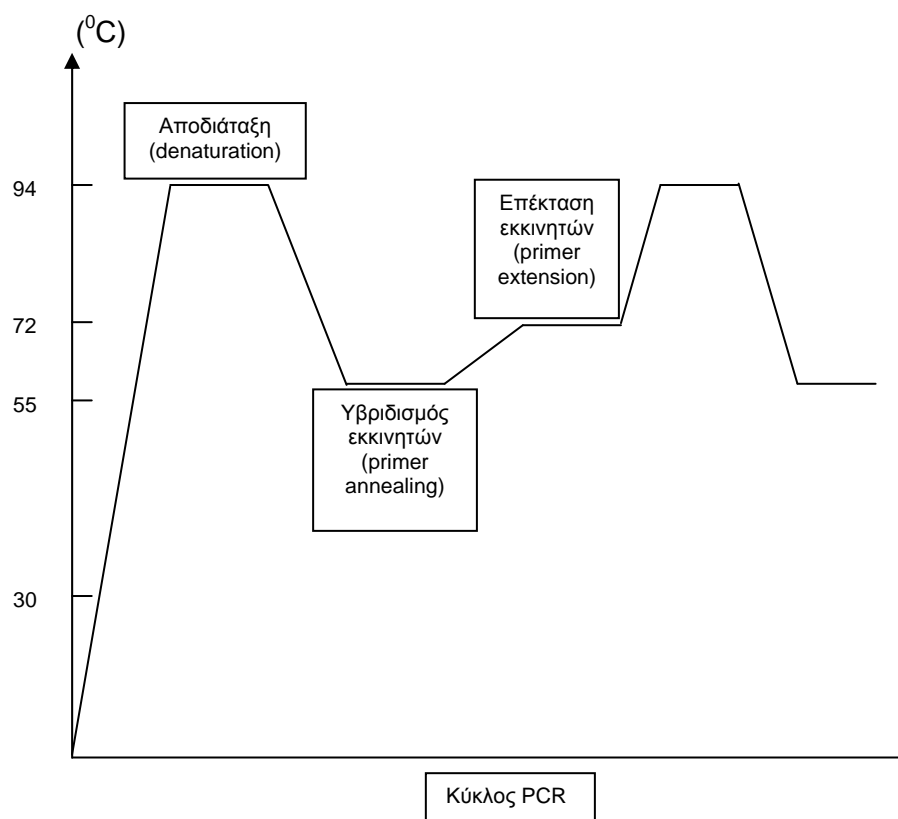 (⁰C)
Αποδιάταξη
(denaturation)
94
Επέκταση
εκκινητών
(primer
extension)
72
55
Υβριδισμός
εκκινητών
(primer
annealing)
30
Κύκλος PCR